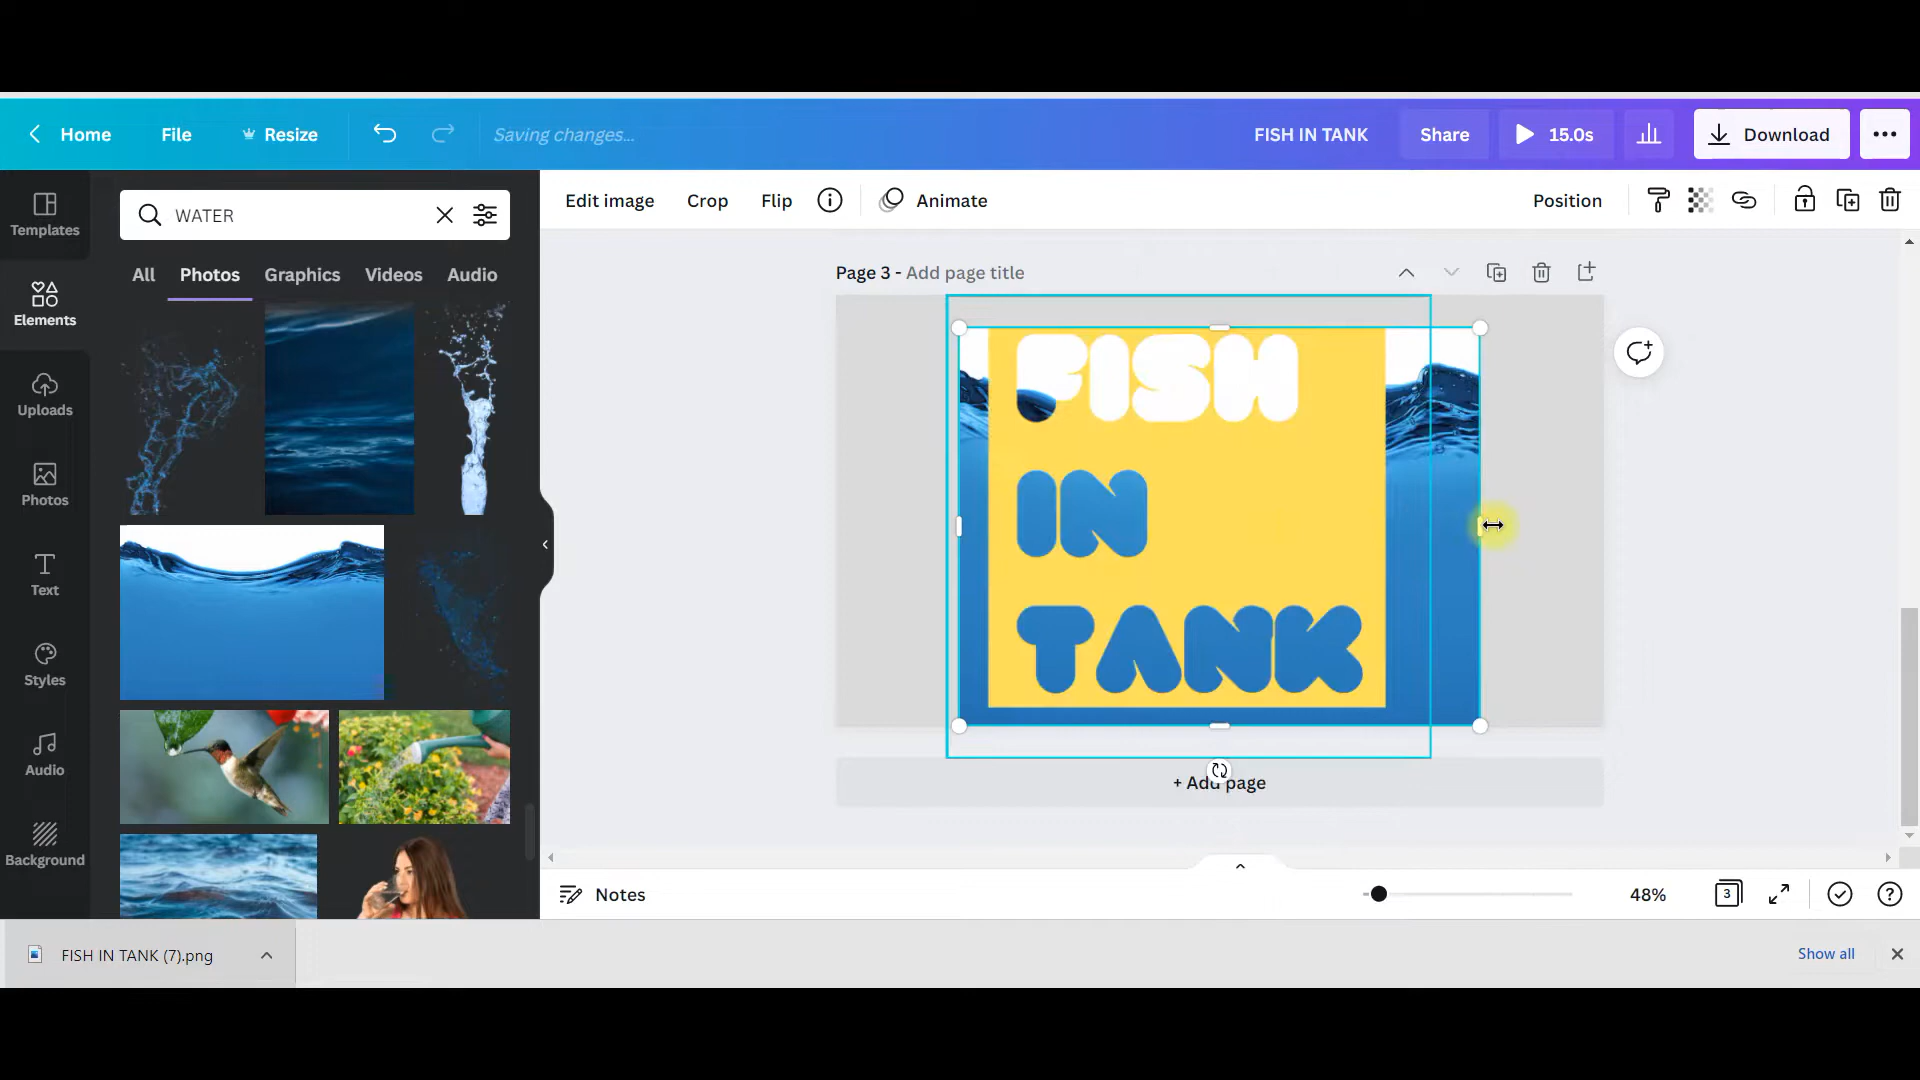 Home File Resize Saving changes... FISH IN TANK Share 15.0s Download
Templates
Elements
Uploads
Photos
Text
Styles
Audio
Background
WATER
All Photos Graphics Videos Audio
Edit image Crop Flip Animate Position
Page 3 - Add page title
FISH
IN
TANK
+ Add page
Notes 48% 3
FISH IN TANK (7).png Show all